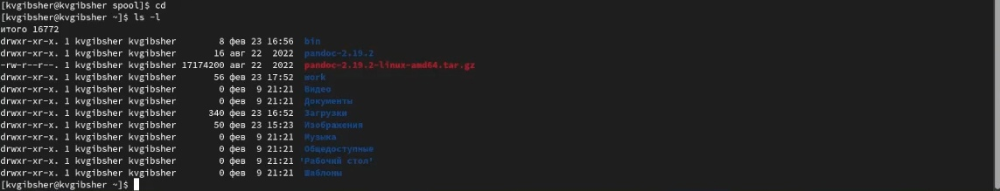 [kvgibsher@kvgibsher spool]$ cd
[kvgibsher@kvgibsher ~]$ ls -l
итого 16772
drwxr-xr-x. 1 kvgibsher kvgibsher        8 фев 23 16:56  bin
drwxr-xr-x. 1 kvgibsher kvgibsher       16 авг 22  2022  pandoc-2.19.2
-rw-r--r--. 1 kvgibsher kvgibsher 17174200 авг 22  2022  pandoc-2.19.2-linux-amd64.tar.gz
drwxr-xr-x. 1 kvgibsher kvgibsher       56 фев 23 17:52  work
drwxr-xr-x. 1 kvgibsher kvgibsher        0 фев  9 21:21  Видео
drwxr-xr-x. 1 kvgibsher kvgibsher        0 фев  9 21:21  Документы
drwxr-xr-x. 1 kvgibsher kvgibsher      340 фев 23 16:52  Загрузки
drwxr-xr-x. 1 kvgibsher kvgibsher       50 фев 23 15:23  Изображения
drwxr-xr-x. 1 kvgibsher kvgibsher        0 фев  9 21:21  Музыка
drwxr-xr-x. 1 kvgibsher kvgibsher        0 фев  9 21:21  Общедоступные
drwxr-xr-x. 1 kvgibsher kvgibsher        0 фев  9 21:21 'Рабочий стол'
drwxr-xr-x. 1 kvgibsher kvgibsher        0 фев  9 21:21  Шаблоны
[kvgibsher@kvgibsher ~]$